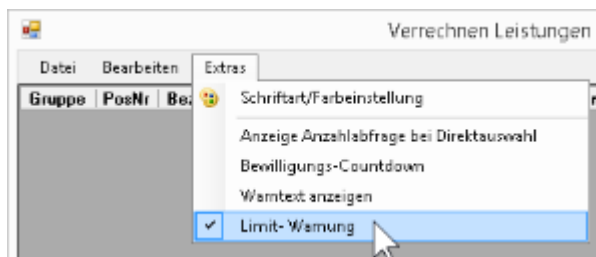 Verrechnen Leistungen
Datei Bearbeiten Extras
Gruppe PosNr Be
Schriftart/Farbeinstellung
Anzeige Anzahlabfrage bei Direktauswahl
Bewilligungs-Countdown
Warntext anzeigen
Limit- Warnung